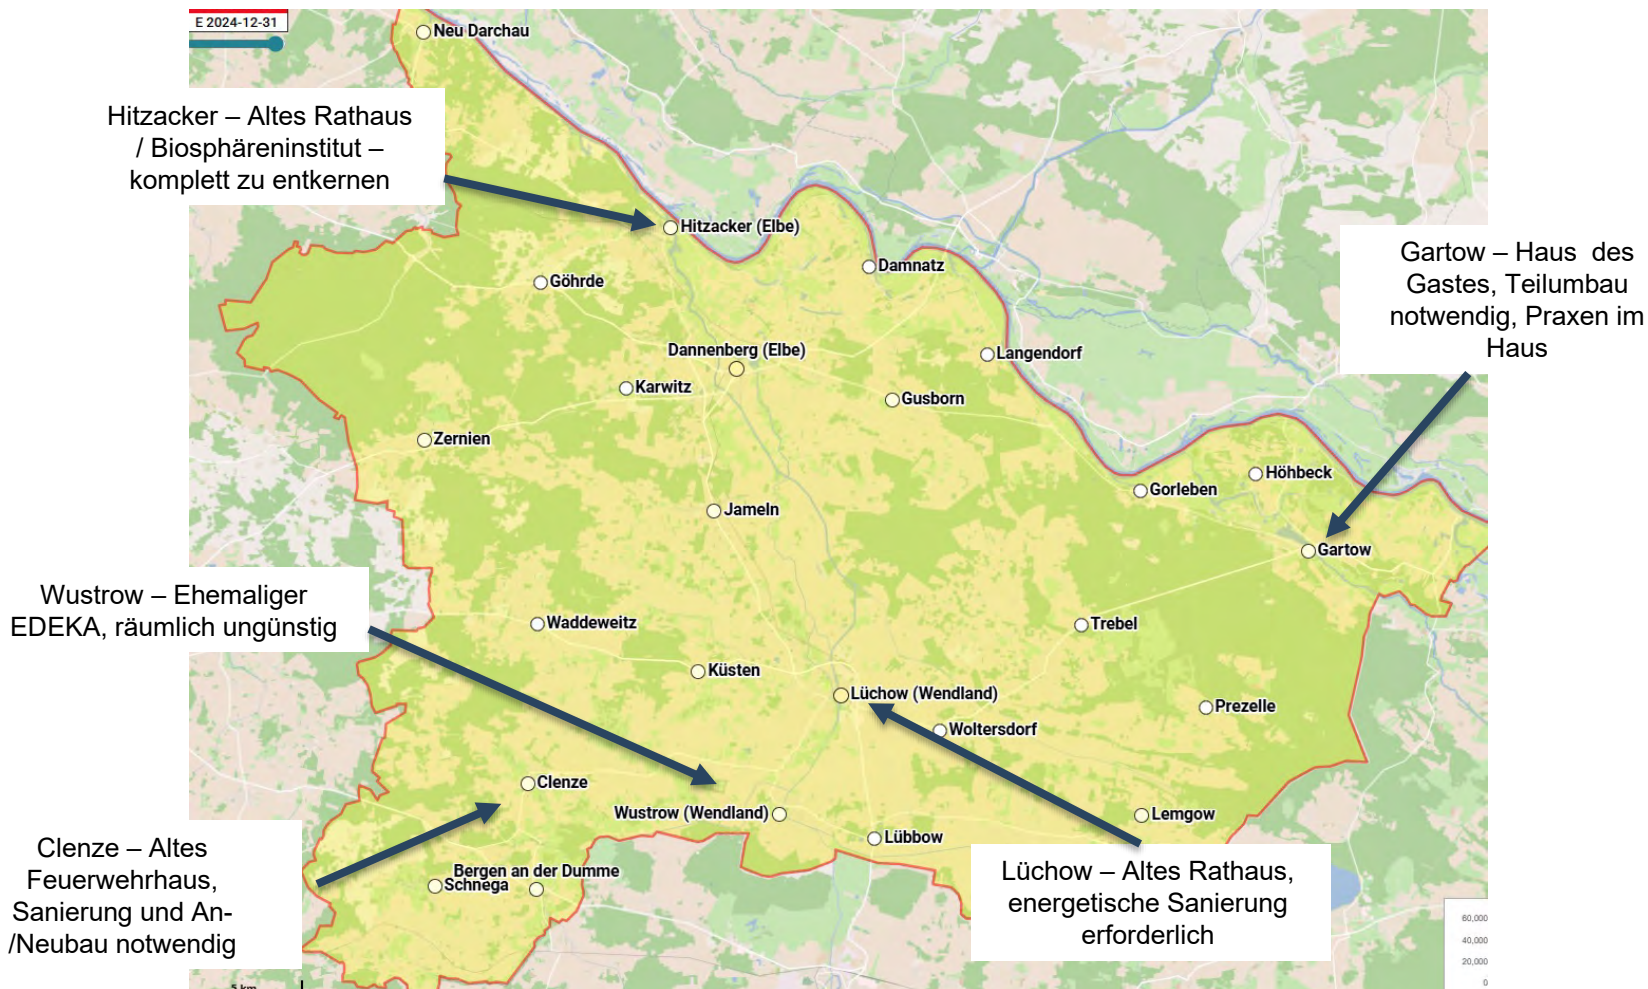 E 2024-12-31
Neu Darchau
Hitzacker – Altes Rathaus
/ Biosphäreninstitut –
komplett zu entkernen
Hitzacker (Elbe)
Gartow – Haus des
Gastes, Teilumbau
notwendig, Praxen im
Haus
Damnatz
Göhrde
Dannenberg (Elbe)
Langendorf
Karwitz
Gusborn
Zernien
Höhbeck
Gorleben
Jameln
Gartow
Wustrow – Ehemaliger
EDEKA, räumlich ungünstig
Waddeweitz
Trebel
Küsten
Lüchow (Wendland)
Prezelle
Woltersdorf
Clenze
Wustrow (Wendland)
Lemgow
Lübbow
Clenze – Altes
Feuerwehrhaus,
Sanierung und An-
/Neubau notwendig
Bergen an der Dumme
Schnega
Lüchow – Altes Rathaus,
energetische Sanierung
erforderlich
60,000
40,000
20,000
0
5 km